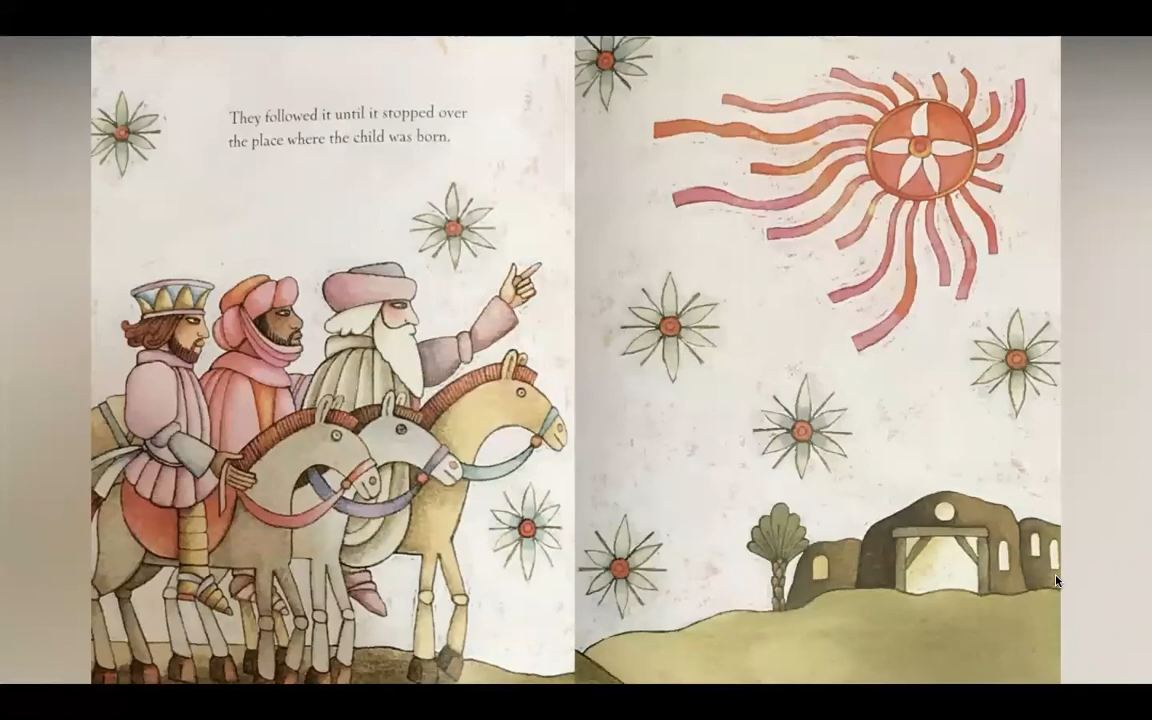 They followed it until it stopped over
the place where the child was born.